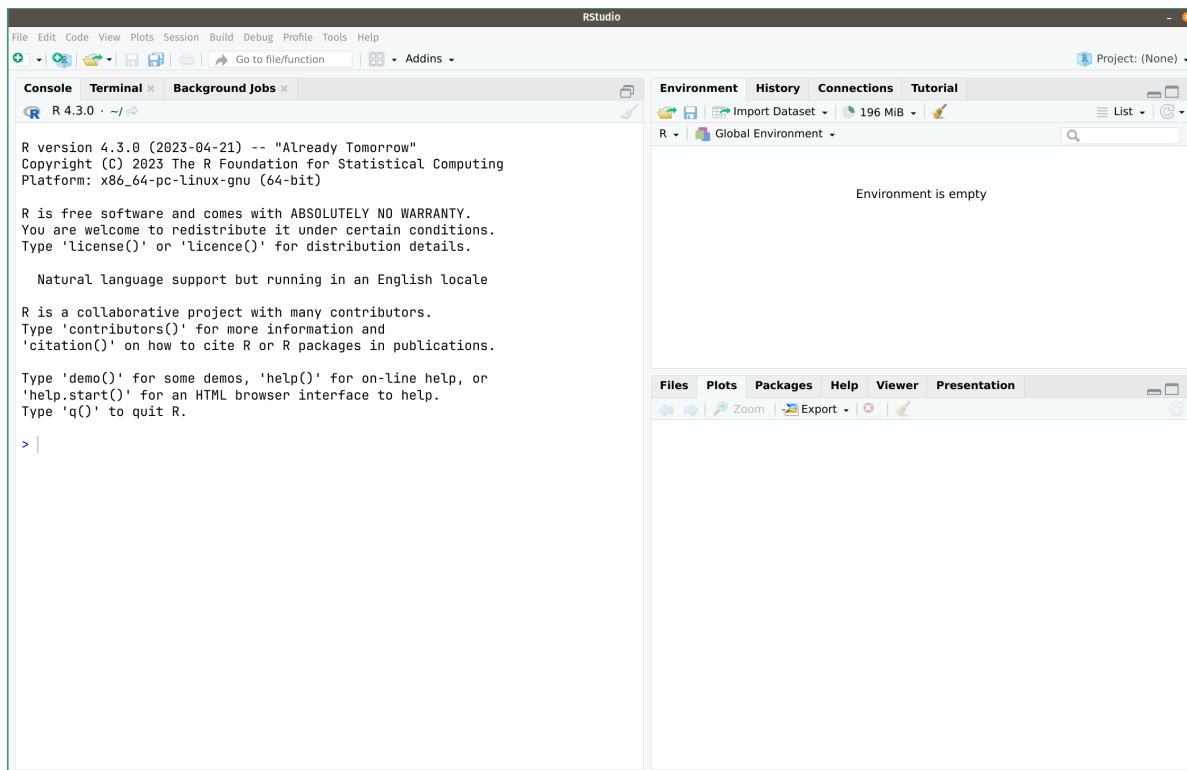 RStudio
File Edit Code View Plots Session Build Debug Profile Tools Help
Go to file/function Addins Project: (None)
Console Terminal Background Jobs
R 4.3.0 · ~/
R version 4.3.0 (2023-04-21) -- "Already Tomorrow"
Copyright (C) 2023 The R Foundation for Statistical Computing
Platform: x86_64-pc-linux-gnu (64-bit)
R is free software and comes with ABSOLUTELY NO WARRANTY.
You are welcome to redistribute it under certain conditions.
Type 'license()' or 'licence()' for distribution details.
Natural language support but running in an English locale
R is a collaborative project with many contributors.
Type 'contributors()' for more information and
'citation()' on how to cite R or R packages in publications.
Type 'demo()' for some demos, 'help()' for on-line help, or
'help.start()' for an HTML browser interface to help.
Type 'q()' to quit R.
>
Environment History Connections Tutorial
Import Dataset 196 MiB List
R Global Environment
Environment is empty
Files Plots Packages Help Viewer Presentation
Zoom Export